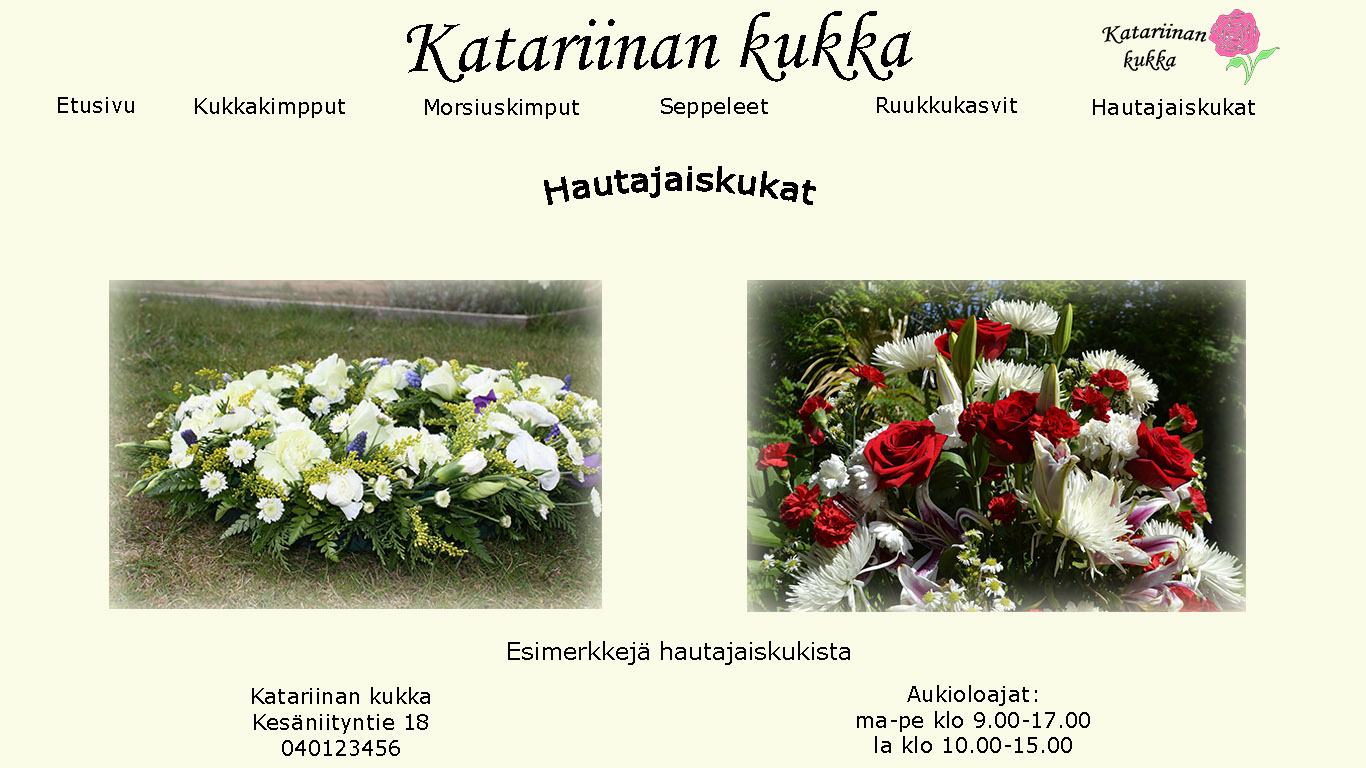 Katariinan kukka
Katariinan
kukka
Etusivu
Kukkakimpput
Morsiuskimput
Seppeleet
Ruukkukasvit
Hautajaiskukat
Hautajaiskukat
Esimerkkejä hautajaiskukista
Katariinan kukka
Kesäniityntie 18
040123456
Aukioloajat:
ma-pe klo 9.00-17.00
la klo 10.00-15.00